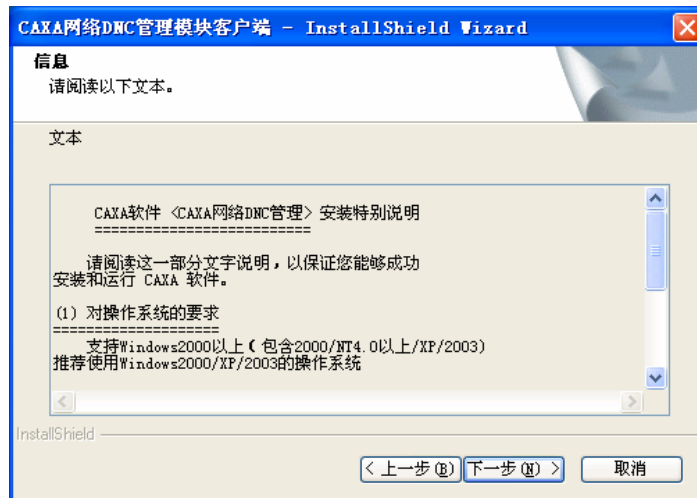 CAXA网络DNC管理模块客户端 - InstallShield Wizard
信息
请阅读以下文本。
文本
CAXA软件 <CAXA网络DNC管理> 安装特别说明
==========================
请阅读这一部分文字说明，以保证您能够成功
安装和运行 CAXA 软件。
(1) 对操作系统的要求
====================
支持Windows2000以上( 包含2000/NT4.0以上/XP/2003)
推荐使用Windows2000/XP/2003的操作系统
InstallShield
< 上一步(B) 下一步(N) > 取消